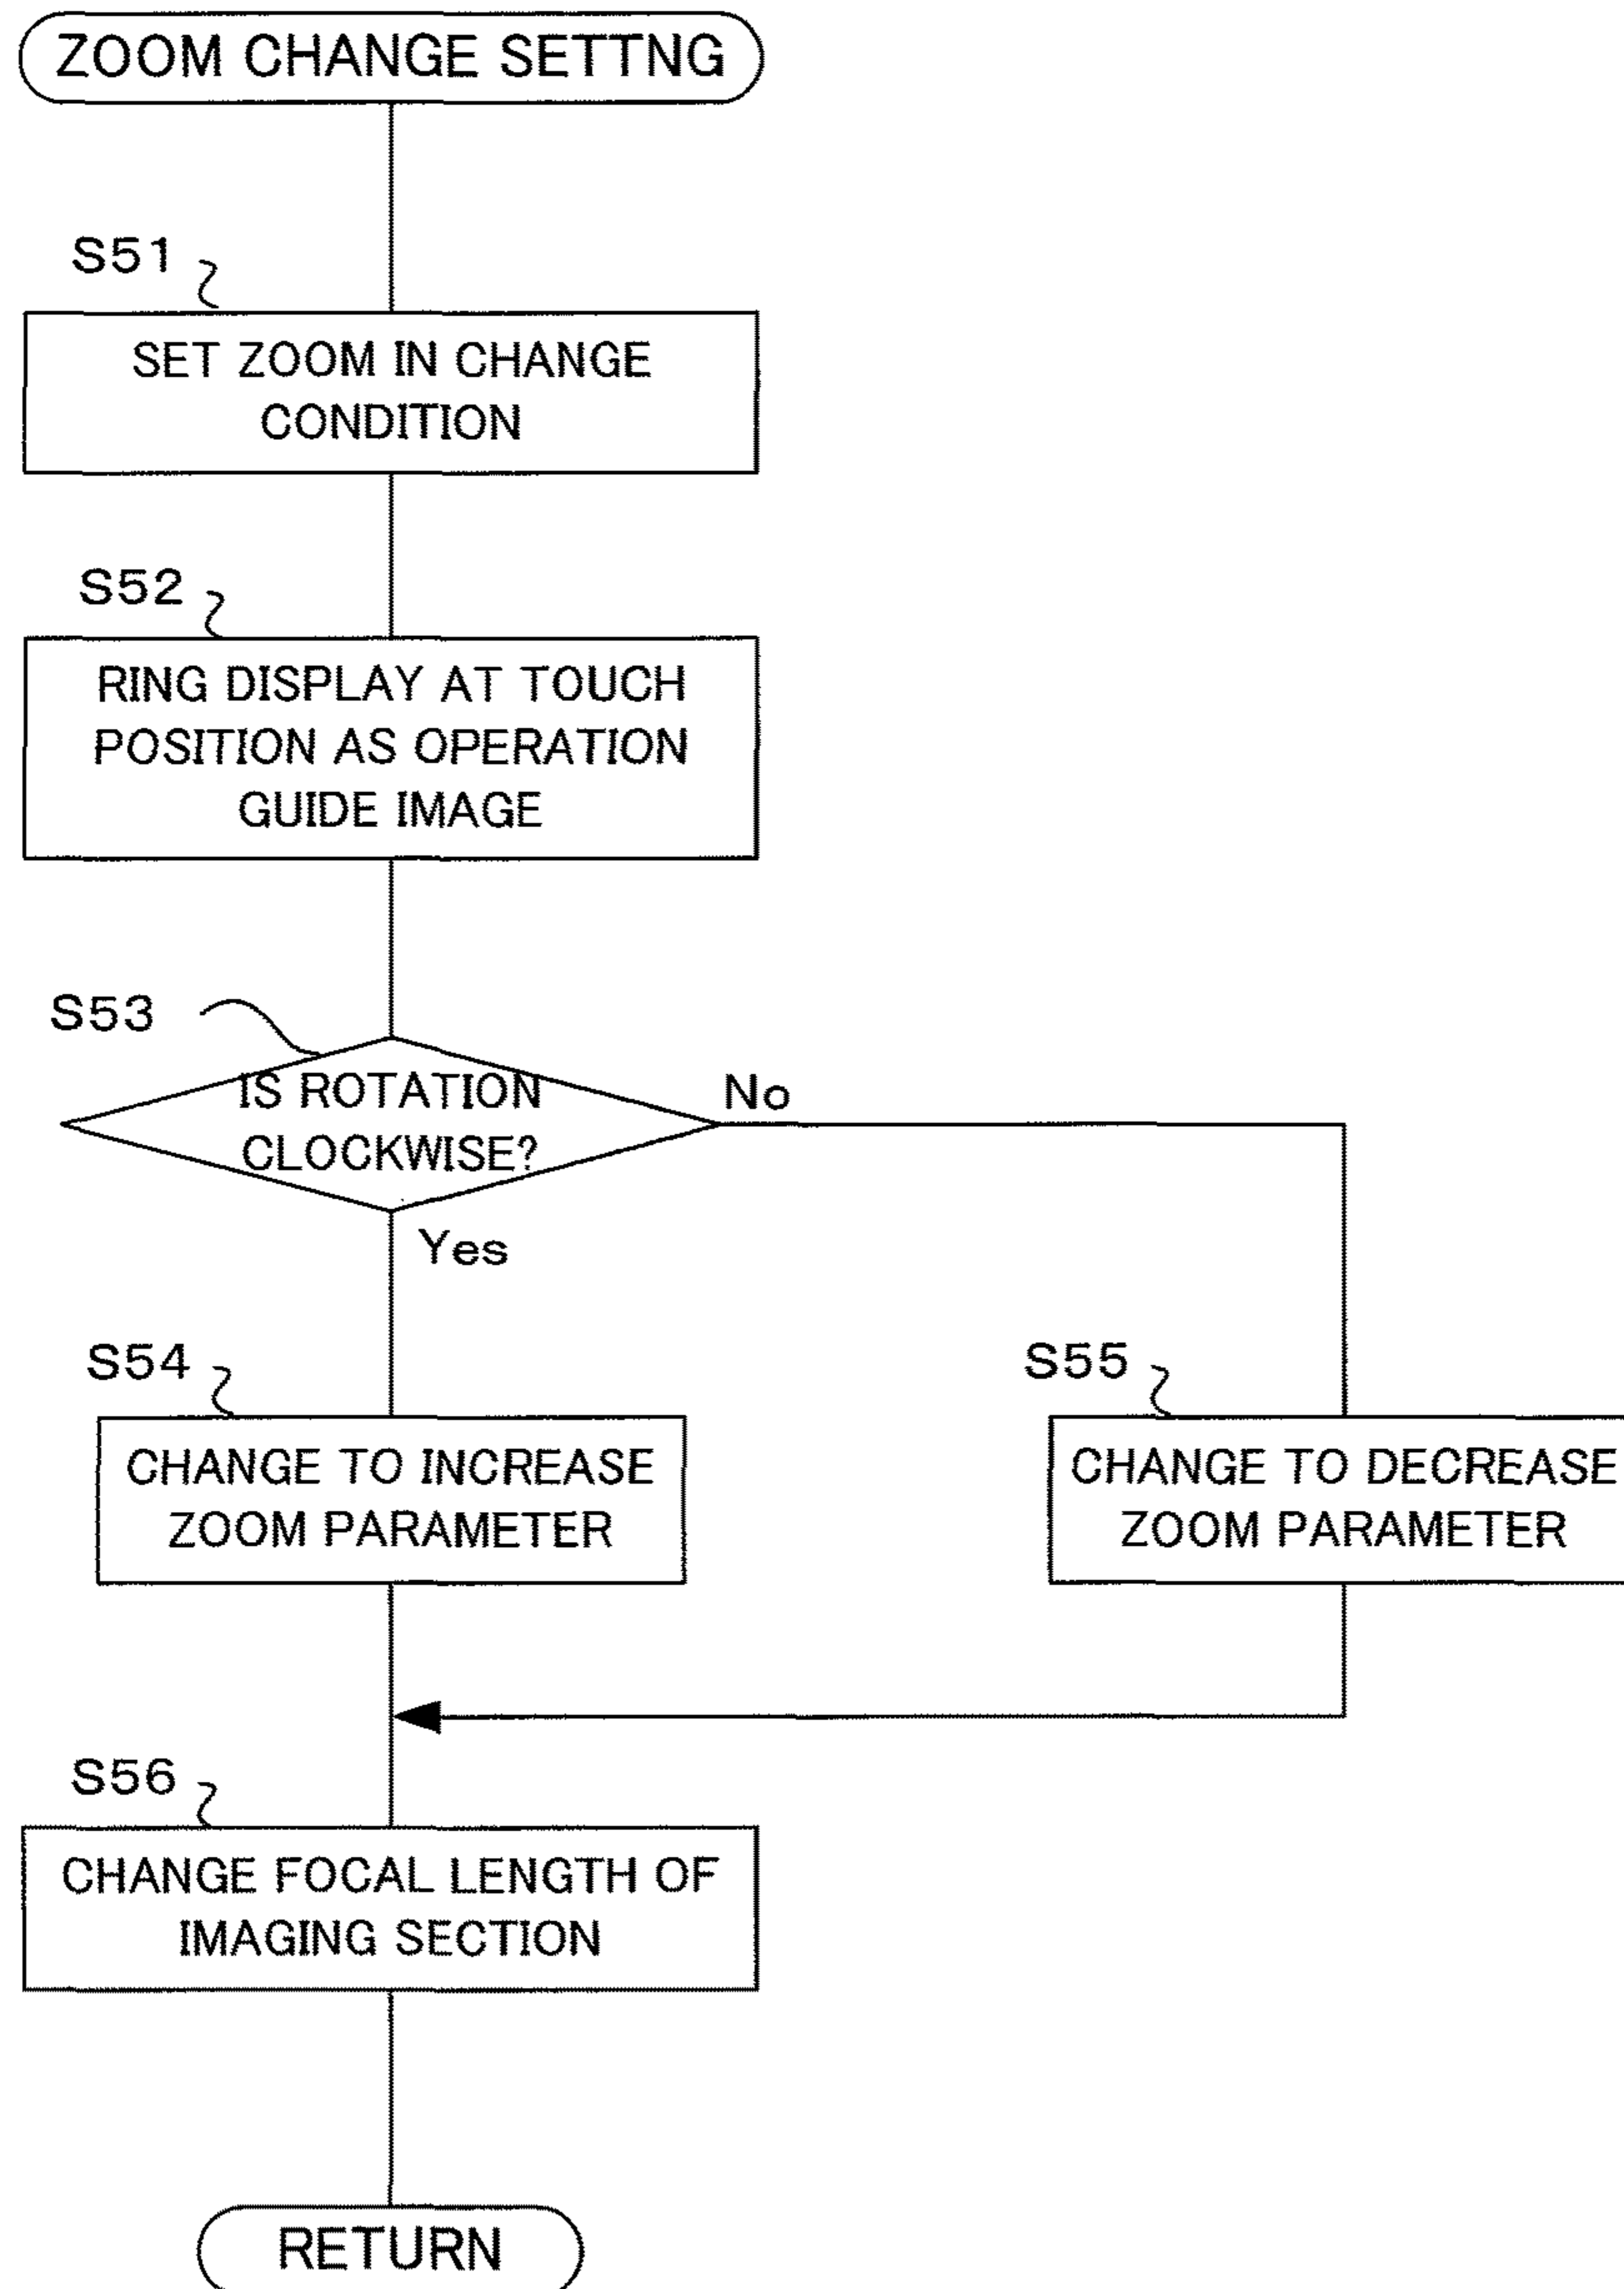 ZOOM CHANGE SETTNG
S51
SET ZOOM IN CHANGE
CONDITION
S52
RING DISPLAY AT TOUCH
POSITION AS OPERATION
GUIDE IMAGE
S53
IS ROTATION
CLOCKWISE?
No
Yes
S54
CHANGE TO INCREASE
ZOOM PARAMETER
S55
CHANGE TO DECREASE
ZOOM PARAMETER
S56
CHANGE FOCAL LENGTH OF
IMAGING SECTION
RETURN